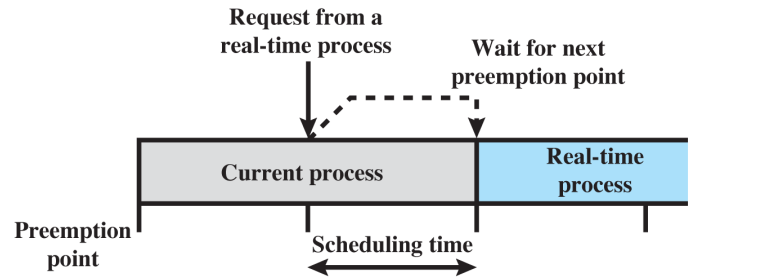 Request from a
real-time process
Wait for next
preemption point
Current process
Real-time
process
Preemption
point
Scheduling time